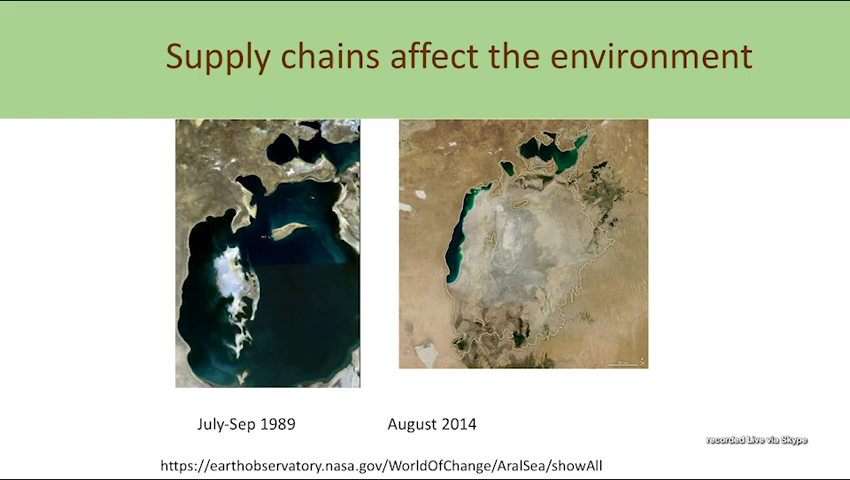 Supply chains affect the environment
July-Sep 1989
August 2014
recorded Live via Skype
https://earthobservatory.nasa.gov/WorldOfChange/AralSea/showAll